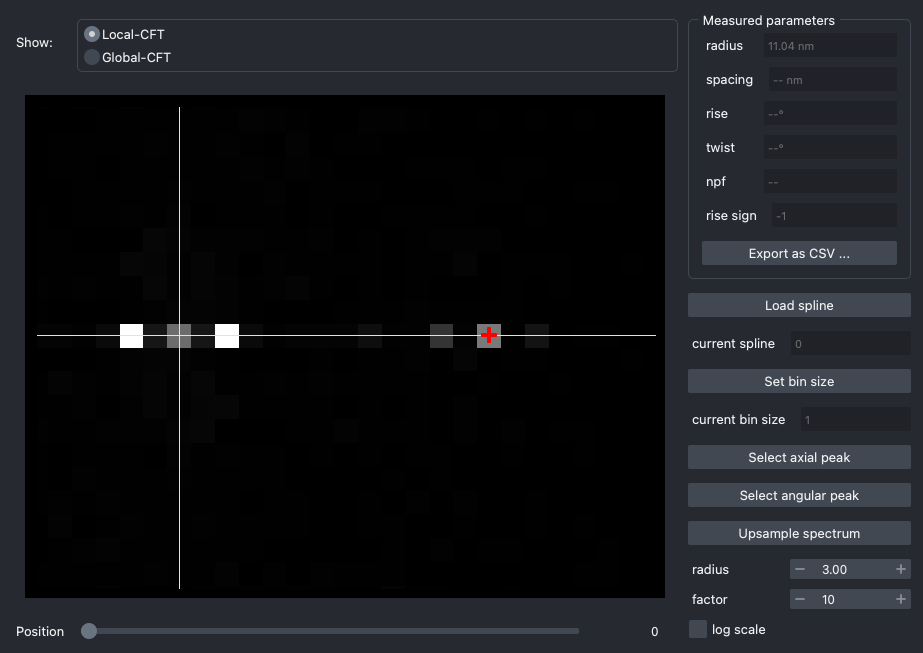 Show:
Local-CFT
Global-CFT
Position
0
Measured parameters
radius 11.04 nm
spacing -- nm
rise --°
twist --°
npf --
rise sign -1
Export as CSV ...
Load spline
current spline 0
Set bin size
current bin size 1
Select axial peak
Select angular peak
Upsample spectrum
radius − 3.00 +
factor − 10 +
log scale